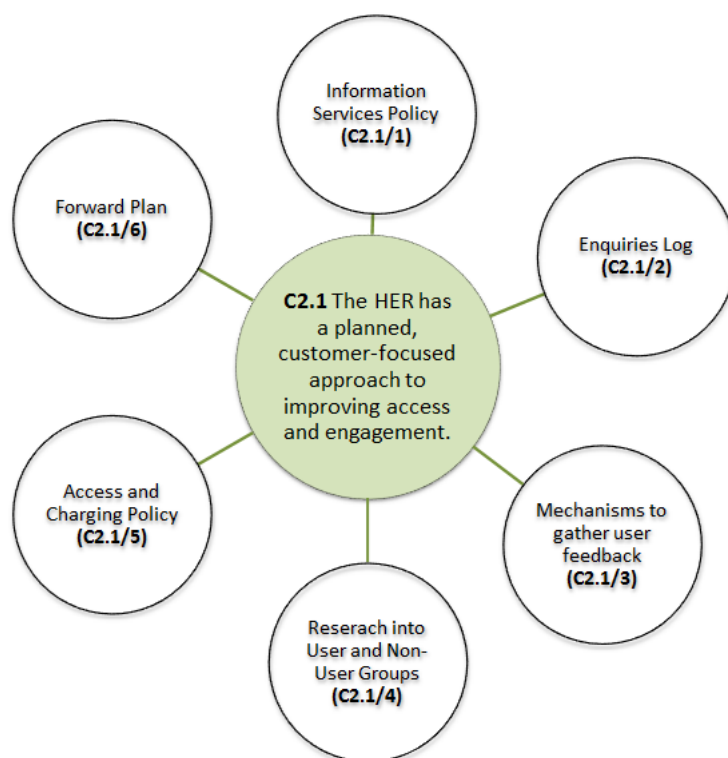 Information
Services Policy
(C2.1/1)
Forward Plan
(C2.1/6)
Enquiries Log
(C2.1/2)
C2.1 The HER has
a planned,
customer-focused
approach to
improving access
and engagement.
Access and
Charging Policy
(C2.1/5)
Mechanisms to
gather user
feedback
(C2.1/3)
Reserach into
User and Non-
User Groups
(C2.1/4)